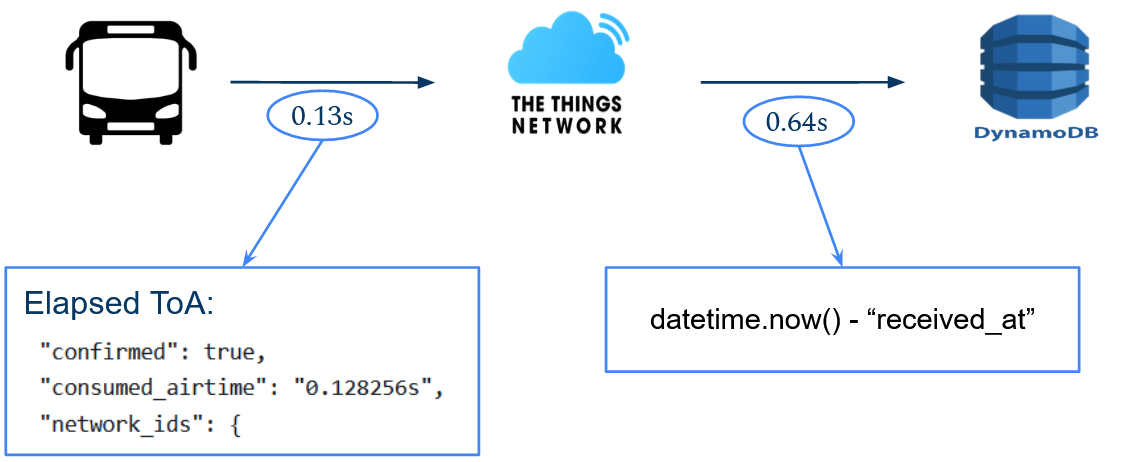 0.13s
THE THINGS
NETWORK
0.64s
DynamoDB
Elapsed ToA:
"confirmed": true,
"consumed_airtime": "0.128256s",
"network_ids": {
datetime.now() - “received_at”